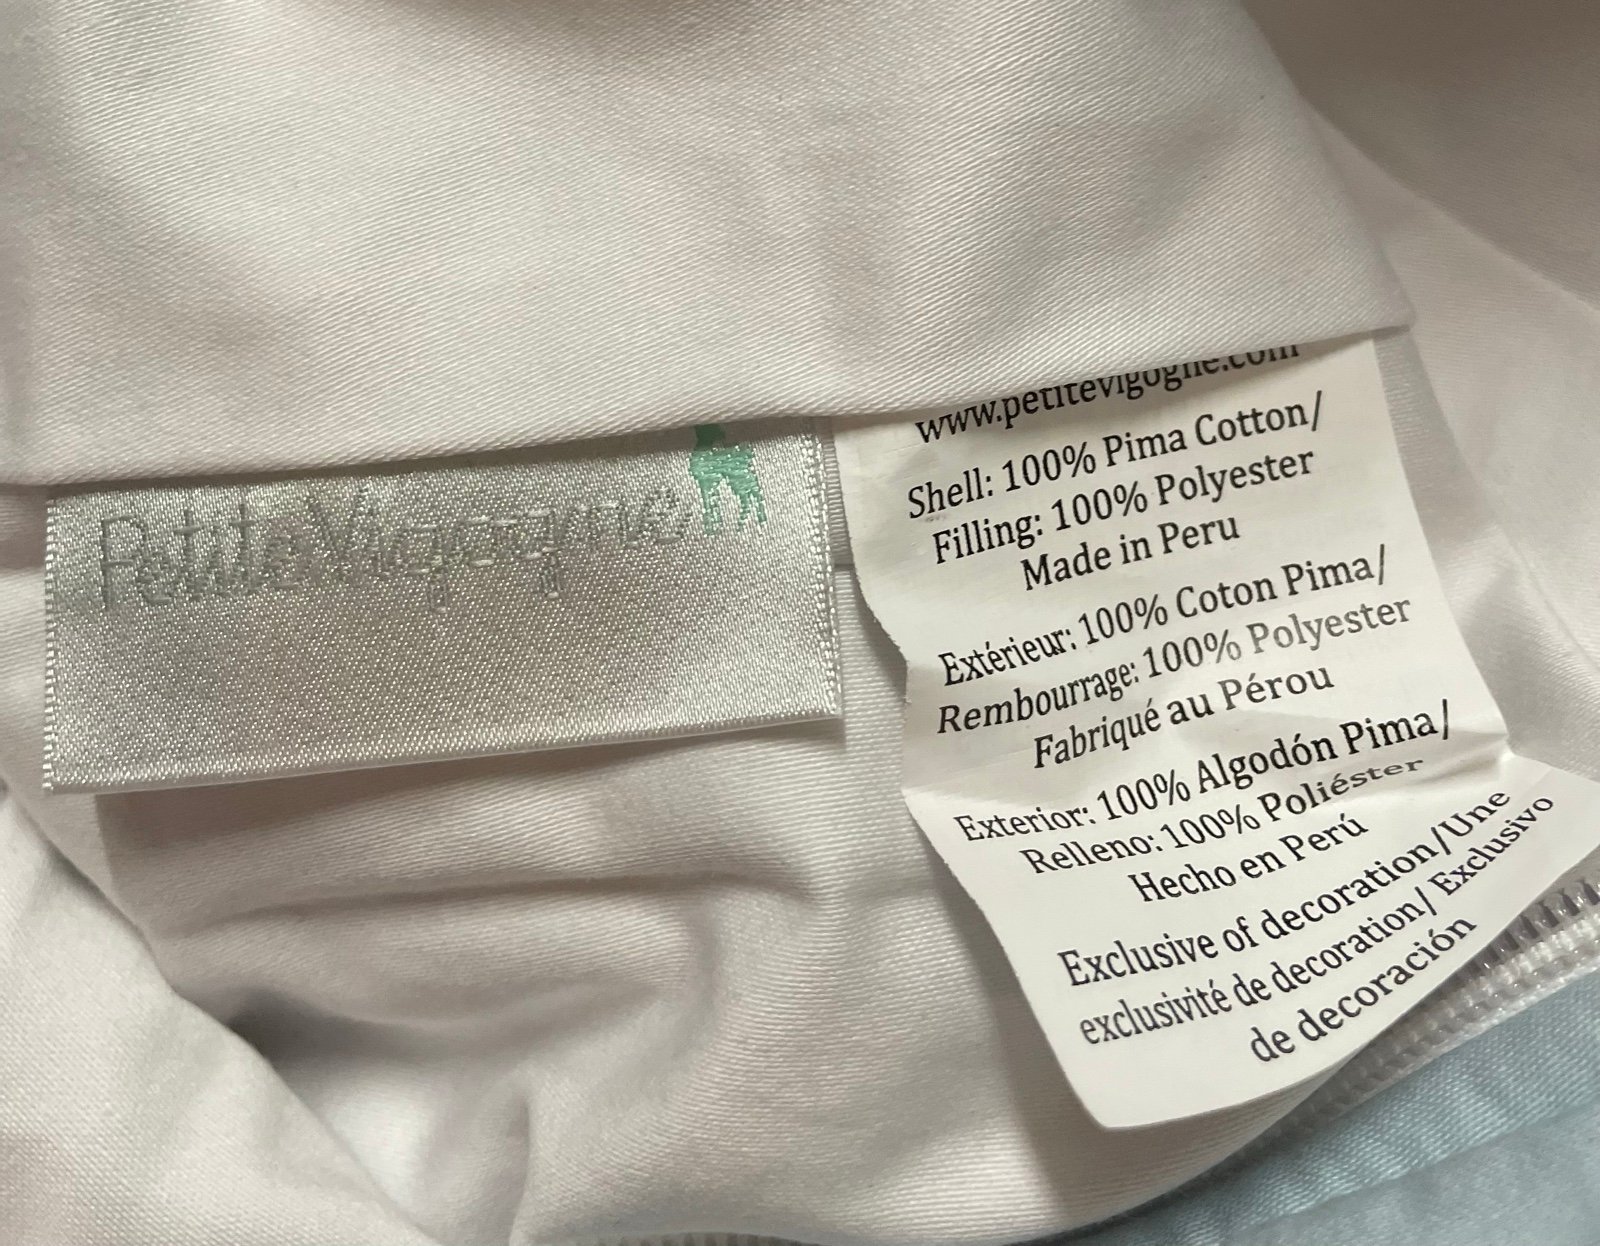 Petite Vigogne
www.petitevigogne.com
Shell: 100% Pima Cotton/
Filling: 100% Polyester
Made in Peru
Extérieur: 100% Coton Pima/
Rembourrage: 100% Polyester
Fabriqué au Pérou
Exterior: 100% Algodón Pima/
Relleno: 100% Poliéster
Hecho en Perú
Exclusive of decoration/Une
exclusivité de decoration/ Exclusivo
de decoración